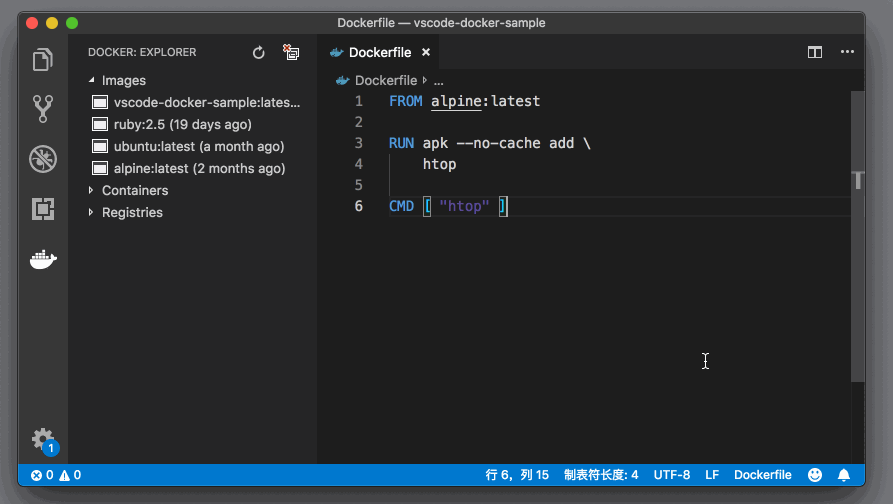 Dockerfile — vscode-docker-sample
DOCKER: EXPLORER
Images
vscode-docker-sample:lates...
ruby:2.5 (19 days ago)
ubuntu:latest (a month ago)
alpine:latest (2 months ago)
Containers
Registries
Dockerfile ×
Dockerfile › ...
1 FROM alpine:latest
2
3 RUN apk --no-cache add \
4 htop
5
6 CMD [ "htop" ]
1
0 0
行 6，列 15 制表符长度: 4 UTF-8 LF Dockerfile